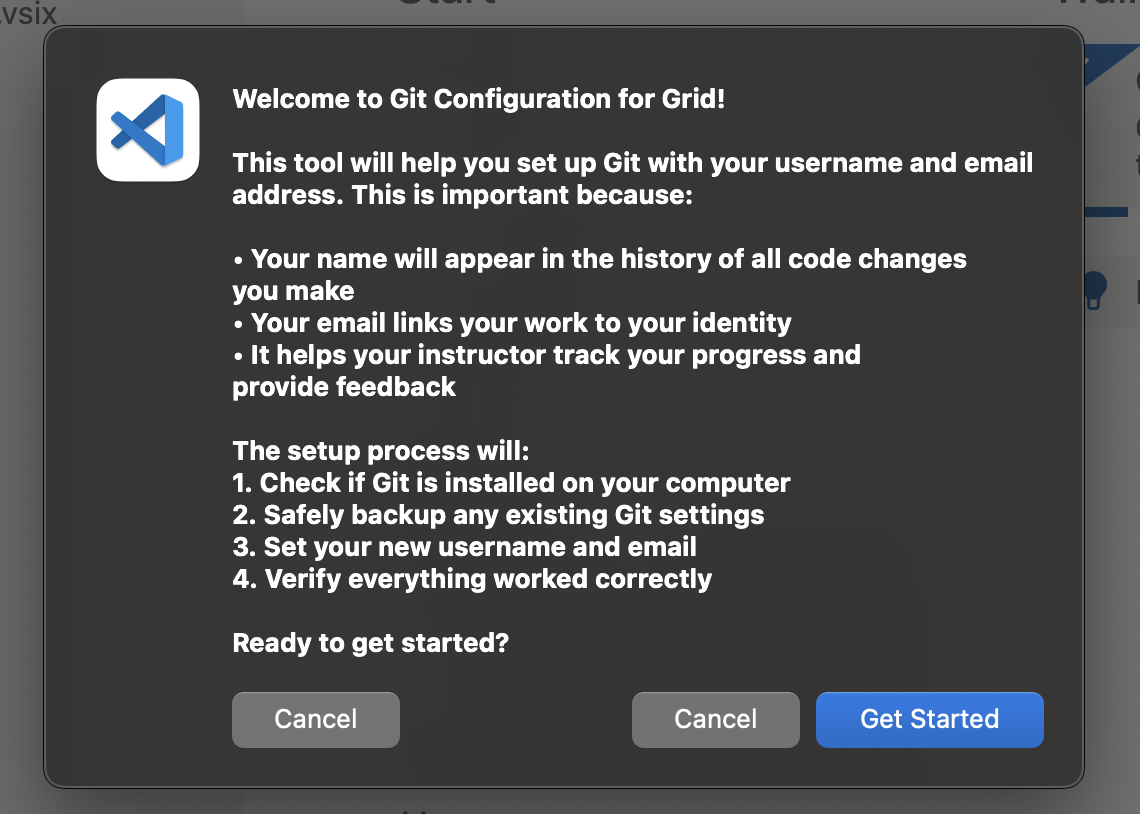 .vsix
Welcome to Git Configuration for Grid!
This tool will help you set up Git with your username and email
address. This is important because:
• Your name will appear in the history of all code changes
you make
• Your email links your work to your identity
• It helps your instructor track your progress and
provide feedback
The setup process will:
1. Check if Git is installed on your computer
2. Safely backup any existing Git settings
3. Set your new username and email
4. Verify everything worked correctly
Ready to get started?
Cancel
Cancel
Get Started